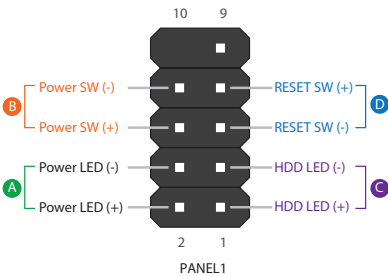 10 9
Power SW (-) RESET SW (+)
B D
Power SW (+) RESET SW (-)
Power LED (-) HDD LED (-)
A C
Power LED (+) HDD LED (+)
2 1
PANEL1